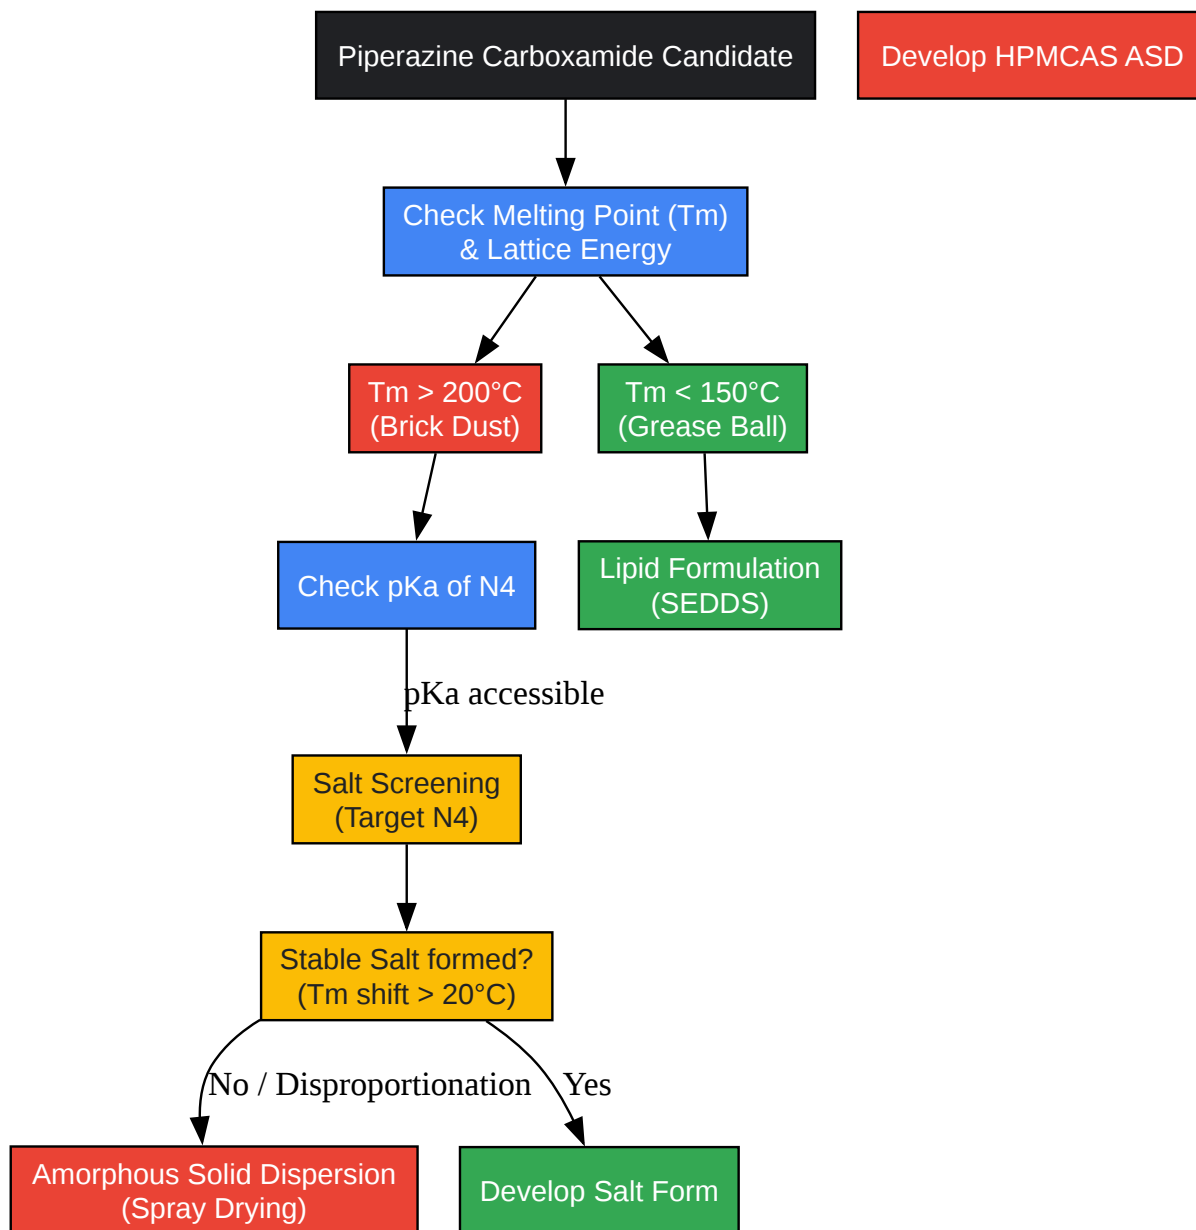 Piperazine Carboxamide Candidate
Develop HPMCAS ASD
Check Melting Point (Tm)
& Lattice Energy
Tm > 200°C
(Brick Dust)
Tm < 150°C
(Grease Ball)
Check pKa of N4
Lipid Formulation
(SEDDS)
pKa accessible
Salt Screening
(Target N4)
Stable Salt formed?
(Tm shift > 20°C)
No / Disproportionation
Yes
Amorphous Solid Dispersion
(Spray Drying)
Develop Salt Form